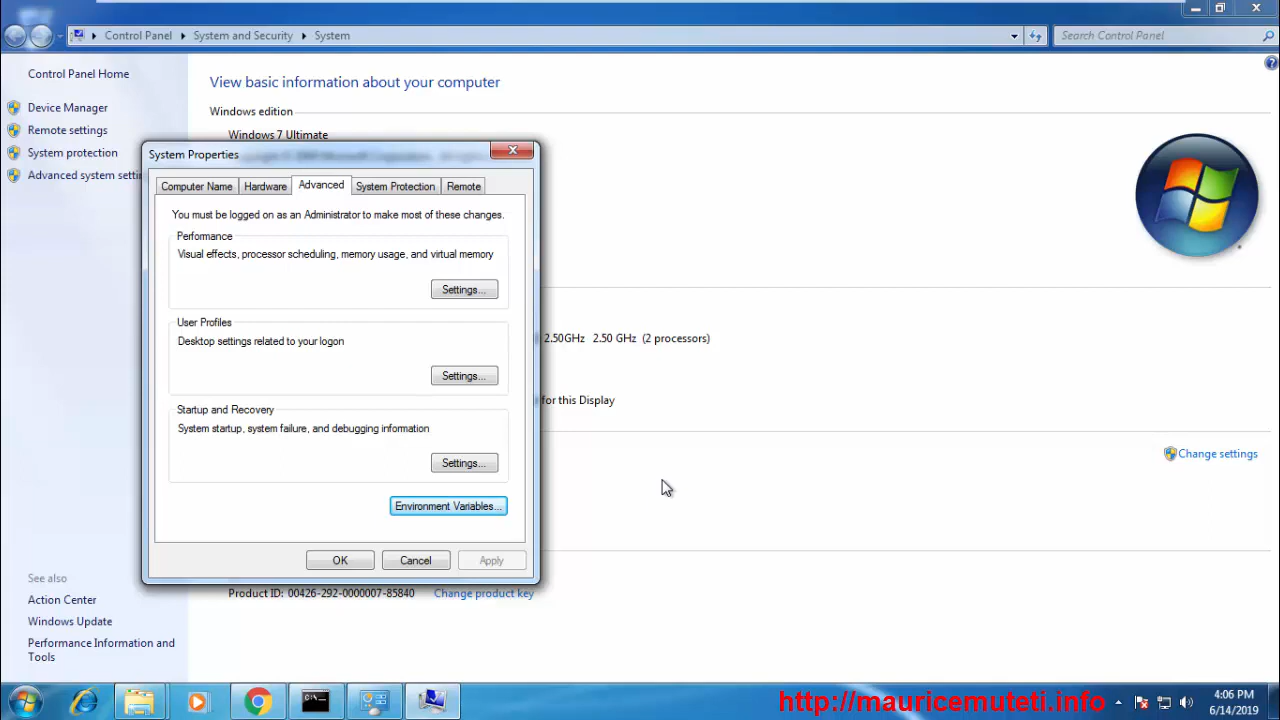 Control Panel
System and Security
System
Search Control Panel
Control Panel Home
Device Manager
Remote settings
System protection
Advanced system setti
View basic information about your computer
Windows edition
Windows 7 Ultimate
System Properties
Computer Name
Hardware
Advanced
System Protection
Remote
You must be logged on as an Administrator to make most of these changes.
Performance
Visual effects, processor scheduling, memory usage, and virtual memory
Settings...
User Profiles
Desktop settings related to your logon
Settings...
Startup and Recovery
System startup, system failure, and debugging information
Settings...
Environment Variables...
OK
Cancel
Apply
2.50GHz 2.50 GHz (2 processors)
for this Display
Change settings
Product ID: 00426-292-0000007-85840
Change product key
See also
Action Center
Windows Update
Performance Information and
Tools
http://mauricemuteti.info
4:06 PM
6/14/2019